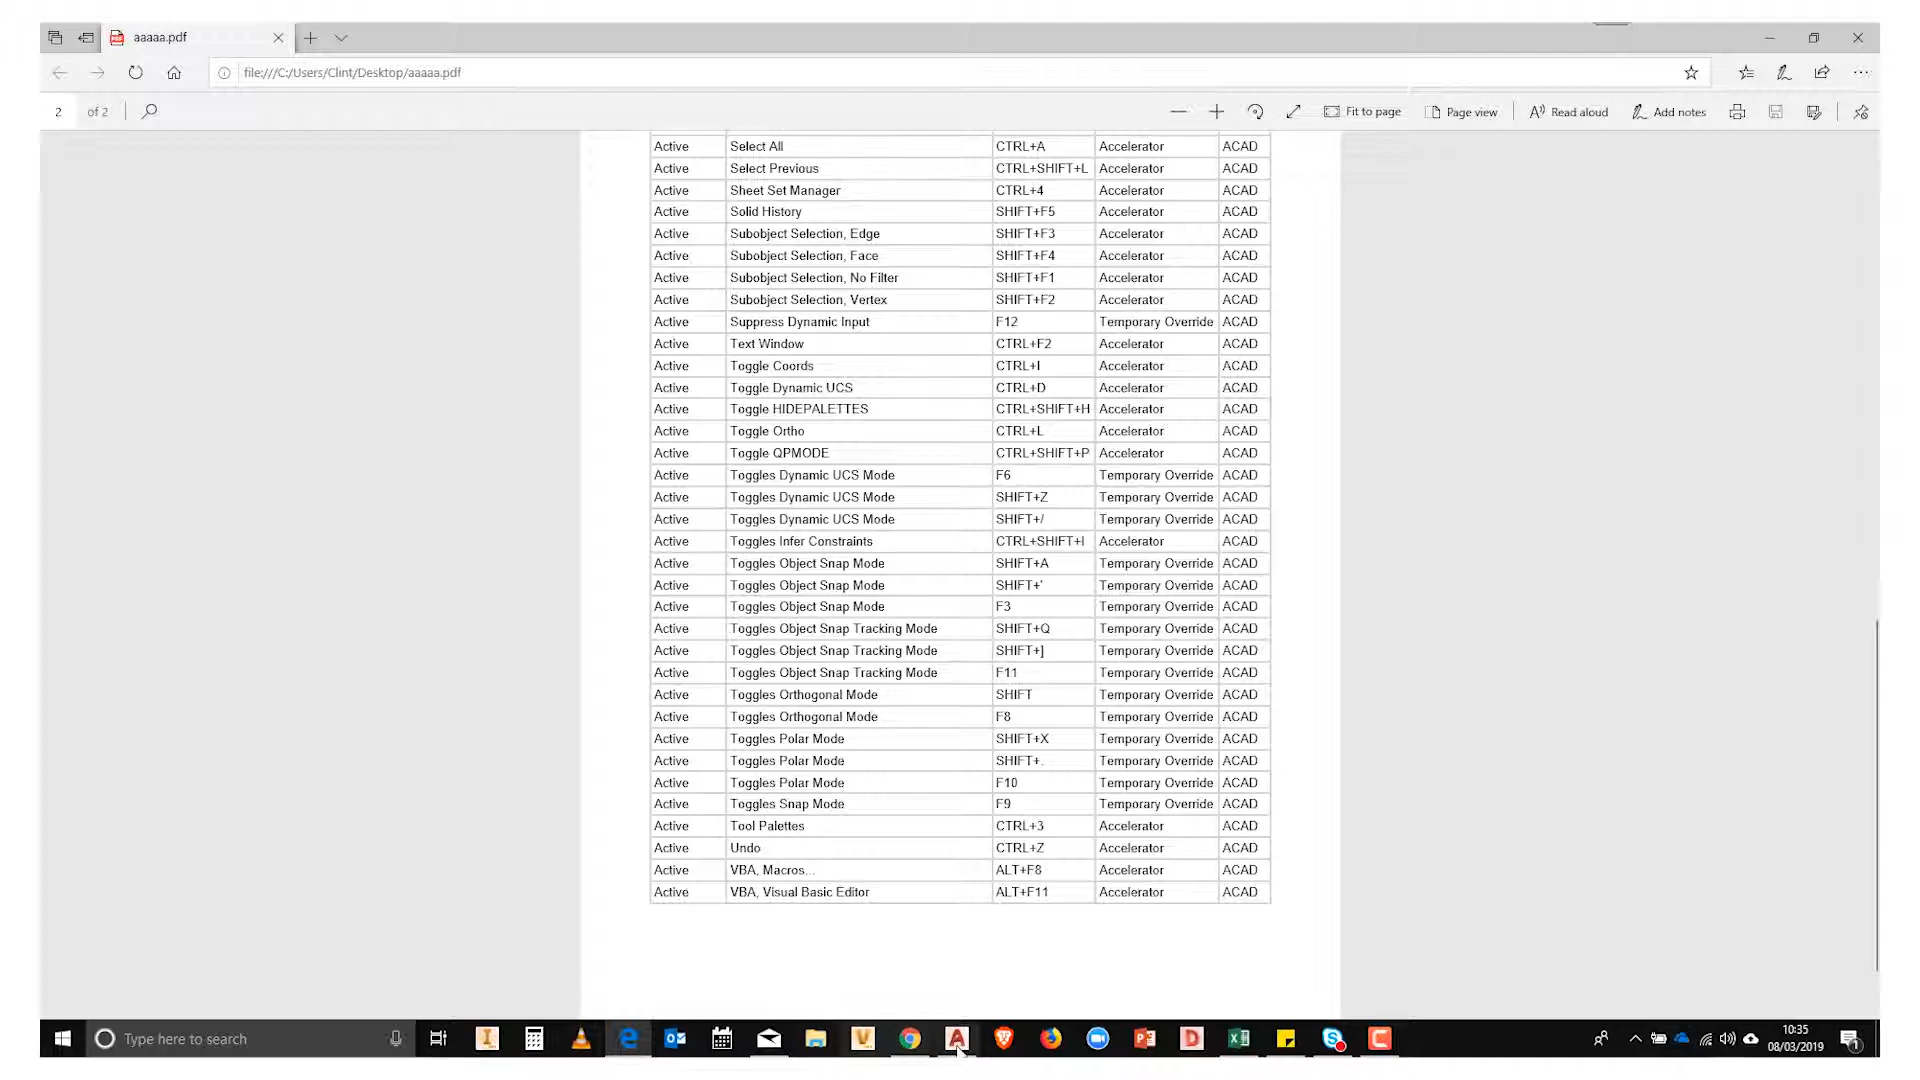 aaaaa.pdf
file:///C:/Users/Clint/Desktop/aaaaa.pdf
2 of 2 Fit to page Page view Read aloud Add notes
Active Select All CTRL+A Accelerator ACAD
Active Select Previous CTRL+SHIFT+L Accelerator ACAD
Active Sheet Set Manager CTRL+4 Accelerator ACAD
Active Solid History SHIFT+F5 Accelerator ACAD
Active Subobject Selection, Edge SHIFT+F3 Accelerator ACAD
Active Subobject Selection, Face SHIFT+F4 Accelerator ACAD
Active Subobject Selection, No Filter SHIFT+F1 Accelerator ACAD
Active Subobject Selection, Vertex SHIFT+F2 Accelerator ACAD
Active Suppress Dynamic Input F12 Temporary Override ACAD
Active Text Window CTRL+F2 Accelerator ACAD
Active Toggle Coords CTRL+I Accelerator ACAD
Active Toggle Dynamic UCS CTRL+D Accelerator ACAD
Active Toggle HIDEPALETTES CTRL+SHIFT+H Accelerator ACAD
Active Toggle Ortho CTRL+L Accelerator ACAD
Active Toggle QPMODE CTRL+SHIFT+P Accelerator ACAD
Active Toggles Dynamic UCS Mode F6 Temporary Override ACAD
Active Toggles Dynamic UCS Mode SHIFT+Z Temporary Override ACAD
Active Toggles Dynamic UCS Mode SHIFT+/ Temporary Override ACAD
Active Toggles Infer Constraints CTRL+SHIFT+I Accelerator ACAD
Active Toggles Object Snap Mode SHIFT+A Temporary Override ACAD
Active Toggles Object Snap Mode SHIFT+' Temporary Override ACAD
Active Toggles Object Snap Mode F3 Temporary Override ACAD
Active Toggles Object Snap Tracking Mode SHIFT+Q Temporary Override ACAD
Active Toggles Object Snap Tracking Mode SHIFT+] Temporary Override ACAD
Active Toggles Object Snap Tracking Mode F11 Temporary Override ACAD
Active Toggles Orthogonal Mode SHIFT Temporary Override ACAD
Active Toggles Orthogonal Mode F8 Temporary Override ACAD
Active Toggles Polar Mode SHIFT+X Temporary Override ACAD
Active Toggles Polar Mode SHIFT+. Temporary Override ACAD
Active Toggles Polar Mode F10 Temporary Override ACAD
Active Toggles Snap Mode F9 Temporary Override ACAD
Active Tool Palettes CTRL+3 Accelerator ACAD
Active Undo CTRL+Z Accelerator ACAD
Active VBA, Macros... ALT+F8 Accelerator ACAD
Active VBA, Visual Basic Editor ALT+F11 Accelerator ACAD
Type here to search
10:35
08/03/2019